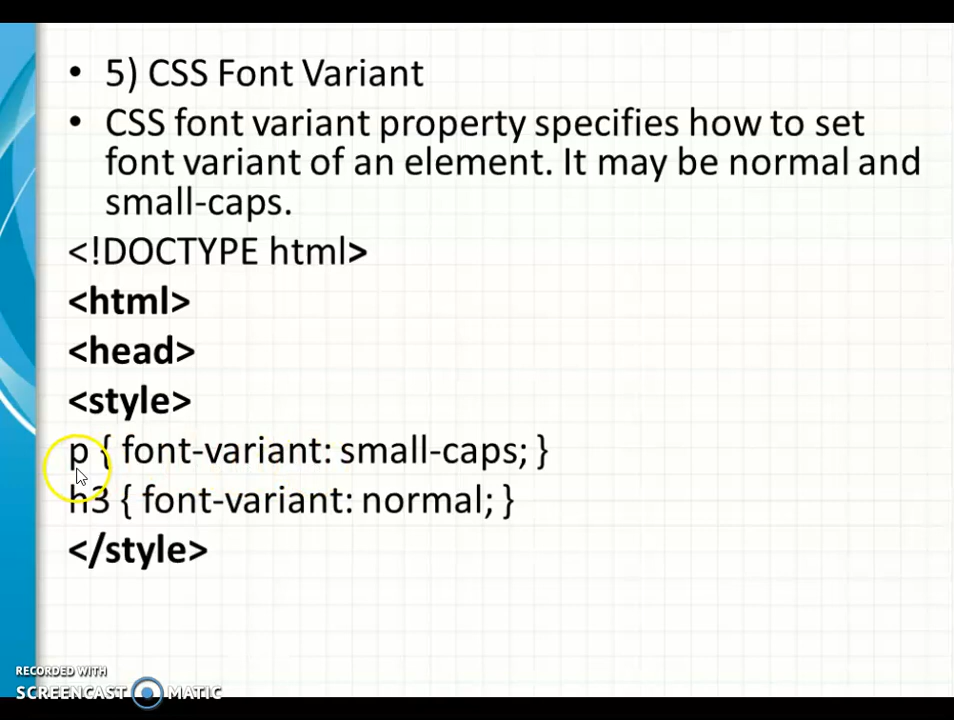 • 5) CSS Font Variant
• CSS font variant property specifies how to set
font variant of an element. It may be normal and
small-caps.
<!DOCTYPE html>
<html>
<head>
<style>
p { font-variant: small-caps; }
h3 { font-variant: normal; }
</style>
RECORDED WITH
SCREENCAST MATIC